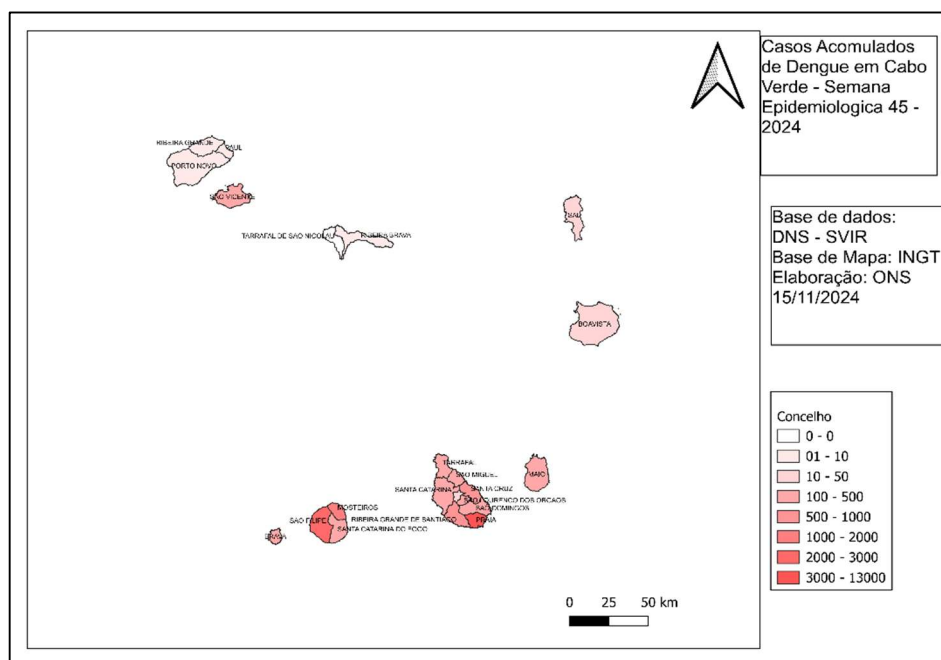 Casos Acomulados
de Dengue em Cabo
Verde - Semana
Epidemiologica 45 -
2024
Base de dados:
DNS - SVIR
Base de Mapa: INGT
Elaboração: ONS
15/11/2024
RIBEIRA GRANDE
PAUL
PORTO NOVO
SAO VICENTE
TARRAFAL DE SAO NICOLAU
RIBEIRA BRAVA
SAL
BOAVISTA
TARRAFAL
SAO MIGUEL
MAIO
SANTA CATARINA
SANTA CRUZ
SAO LOURENCO DOS ORGAOS
SAO DOMINGOS
MOSTEIROS
SAO FILIPE
RIBEIRA GRANDE DE SANTIAGO
PRAIA
SANTA CATARINA DO FOGO
BRAVA
Concelho
0 - 0
01 - 10
10 - 50
100 - 500
500 - 1000
1000 - 2000
2000 - 3000
3000 - 13000
0 25 50 km